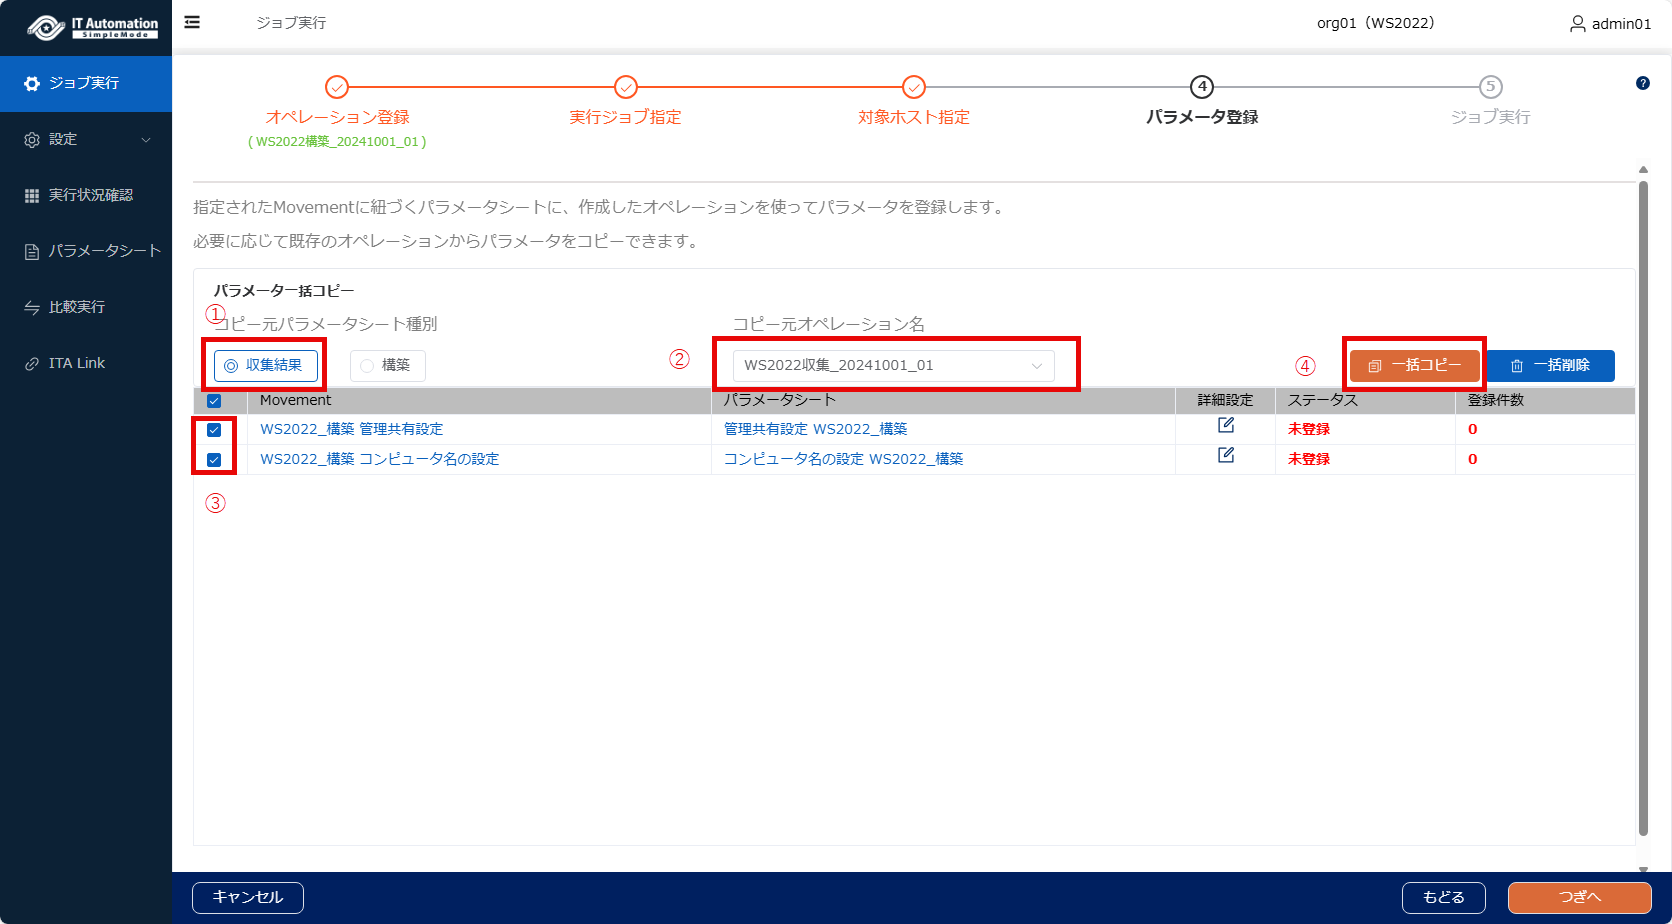 IT Automation
SimpleMode
ジョブ実行
org01（WS2022）
admin01
ジョブ実行
設定
実行状況確認
パラメータシート
比較実行
ITA Link
4
5
?
オペレーション登録
実行ジョブ指定
対象ホスト指定
パラメータ登録
ジョブ実行
( WS2022構築_20241001_01 )
指定されたMovementに紐づくパラメータシートに、作成したオペレーションを使ってパラメータを登録します。
必要に応じて既存のオペレーションからパラメータをコピーできます。
パラメーター括コピー
①
コピー元パラメータシート種別
コピー元オペレーション名
収集結果
構築
②
WS2022収集_20241001_01
④
一括コピー
一括削除
Movement
パラメータシート
詳細設定
ステータス
登録件数
WS2022_構築 管理共有設定
管理共有設定 WS2022_構築
未登録
0
WS2022_構築 コンピュータ名の設定
コンピュータ名の設定 WS2022_構築
未登録
0
③
キャンセル
もどる
つぎへ